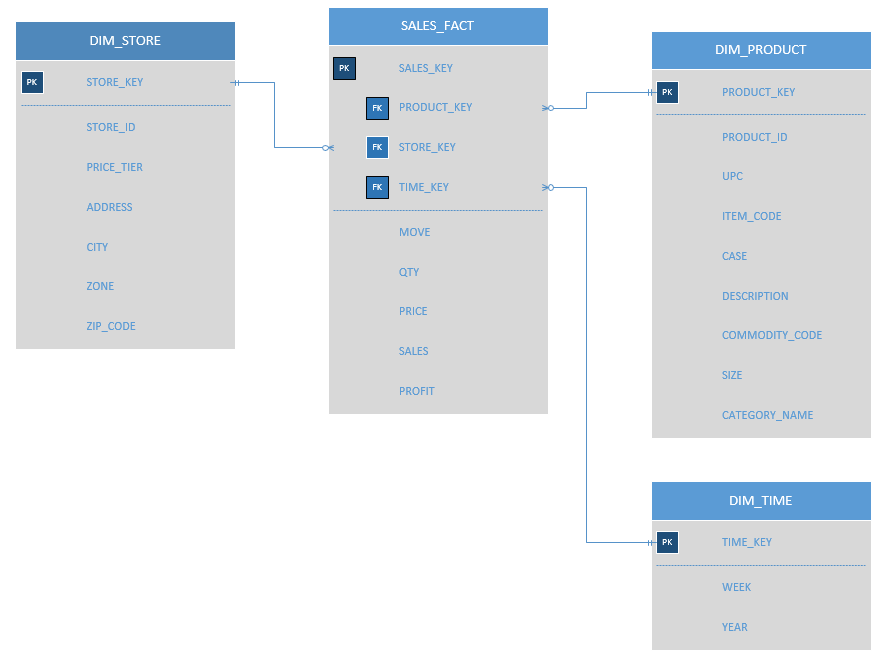 DIM_STORE
PK STORE_KEY
STORE_ID
PRICE_TIER
ADDRESS
CITY
ZONE
ZIP_CODE
SALES_FACT
PK SALES_KEY
FK PRODUCT_KEY
FK STORE_KEY
FK TIME_KEY
MOVE
QTY
PRICE
SALES
PROFIT
DIM_PRODUCT
PK PRODUCT_KEY
PRODUCT_ID
UPC
ITEM_CODE
CASE
DESCRIPTION
COMMODITY_CODE
SIZE
CATEGORY_NAME
DIM_TIME
PK TIME_KEY
WEEK
YEAR